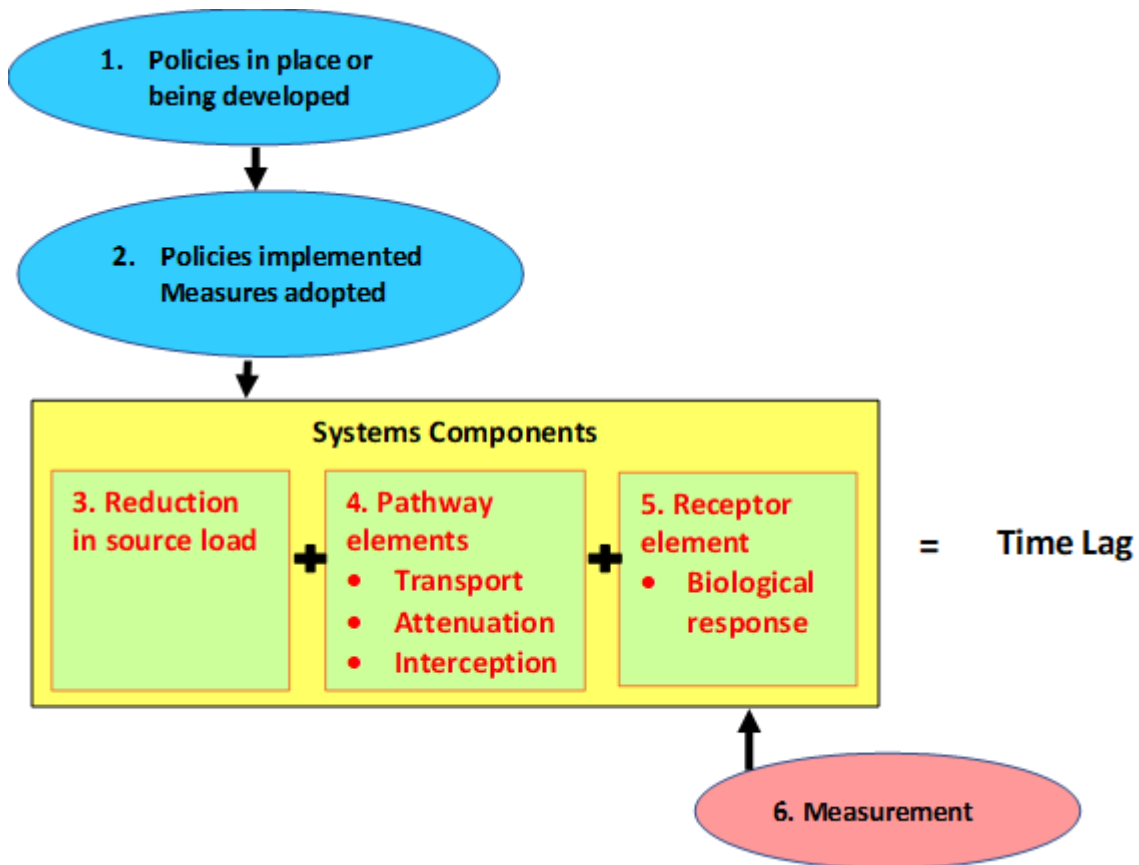 1. Policies in place or
being developed
2. Policies implemented
Measures adopted
Systems Components
3. Reduction
in source load
+
4. Pathway
elements
• Transport
• Attenuation
• Interception
+
5. Receptor
element
• Biological
response
= Time Lag
6. Measurement